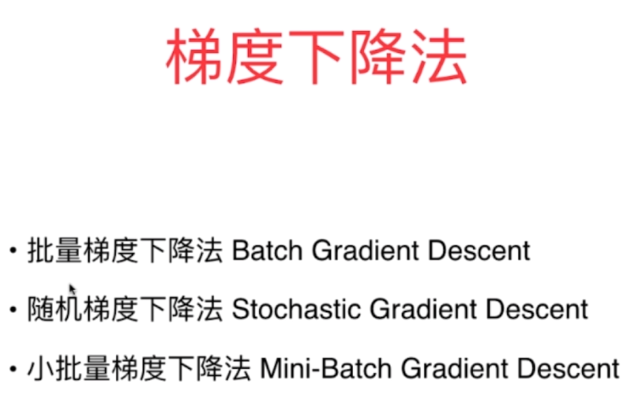 梯度下降法
• 批量梯度下降法 Batch Gradient Descent
• 随机梯度下降法 Stochastic Gradient Descent
• 小批量梯度下降法 Mini-Batch Gradient Descent